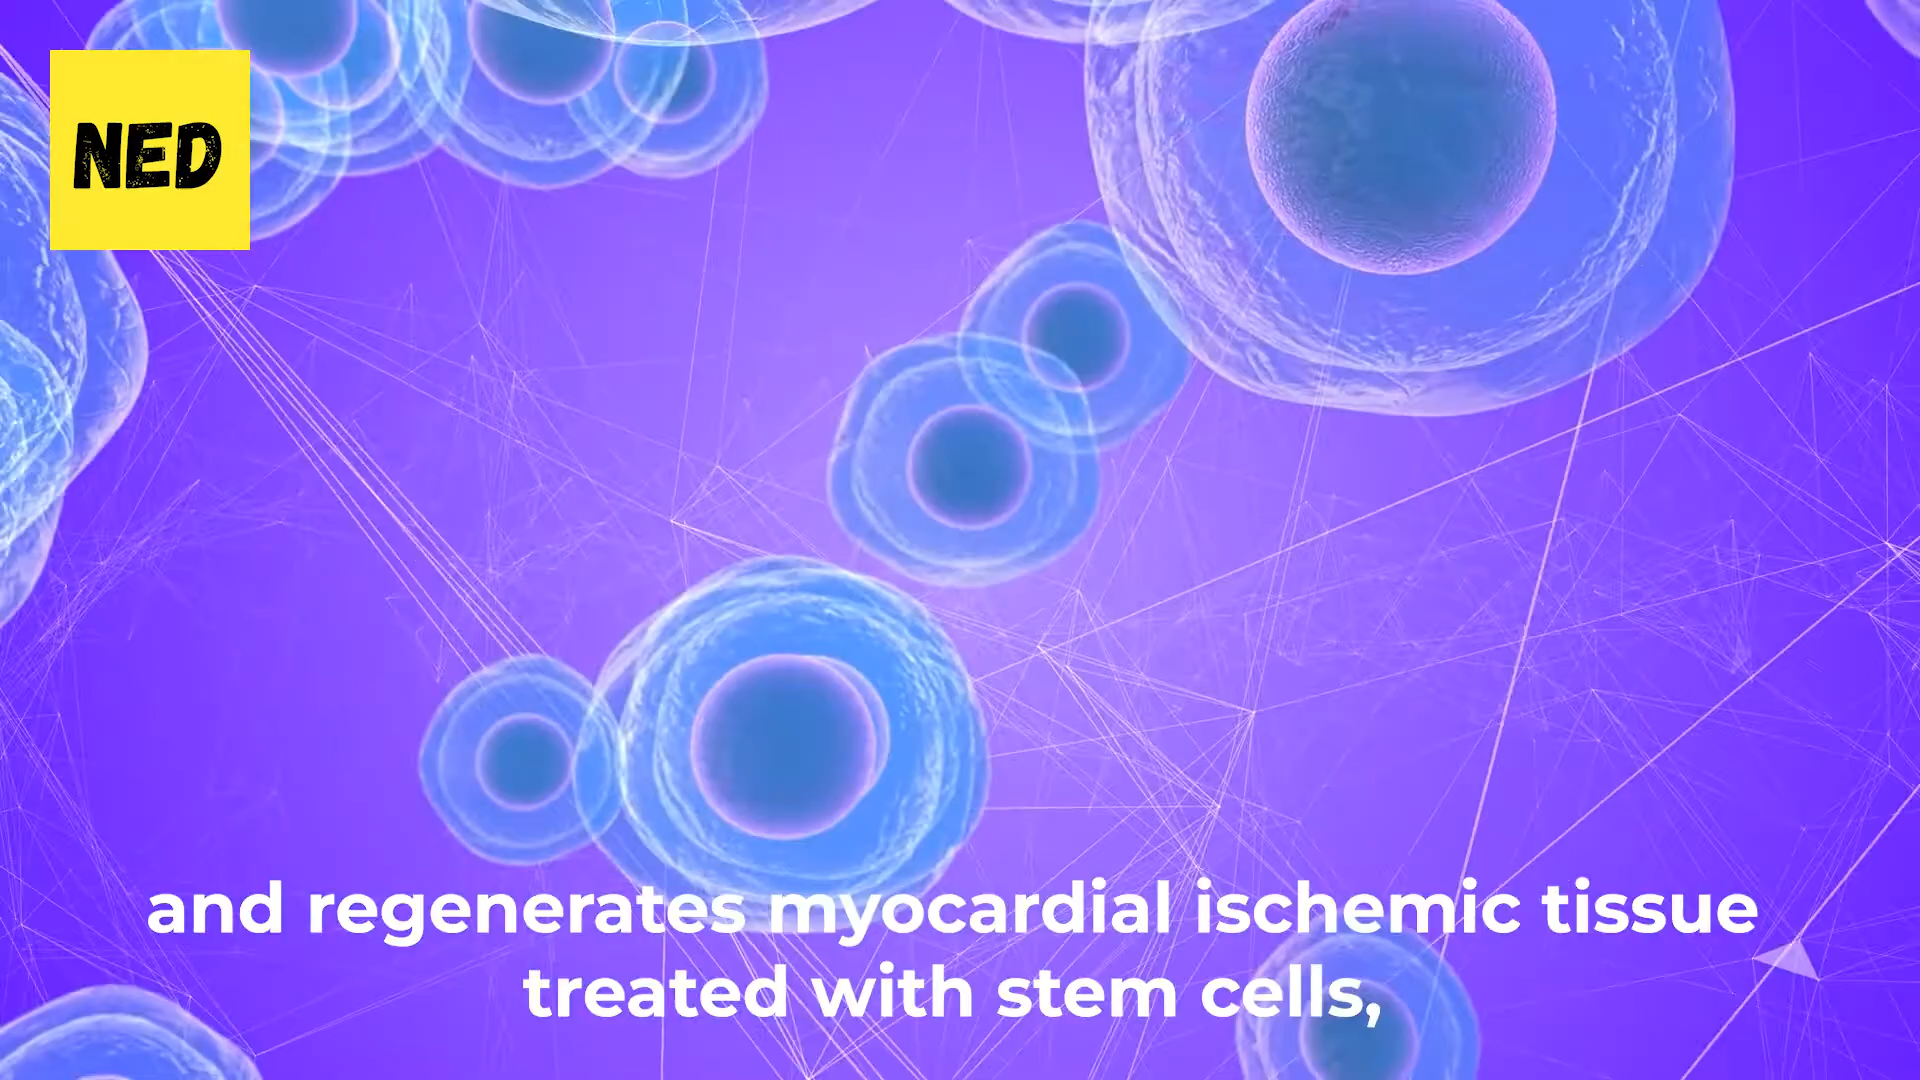 NED
and regenerates myocardial ischemic tissue
treated with stem cells,